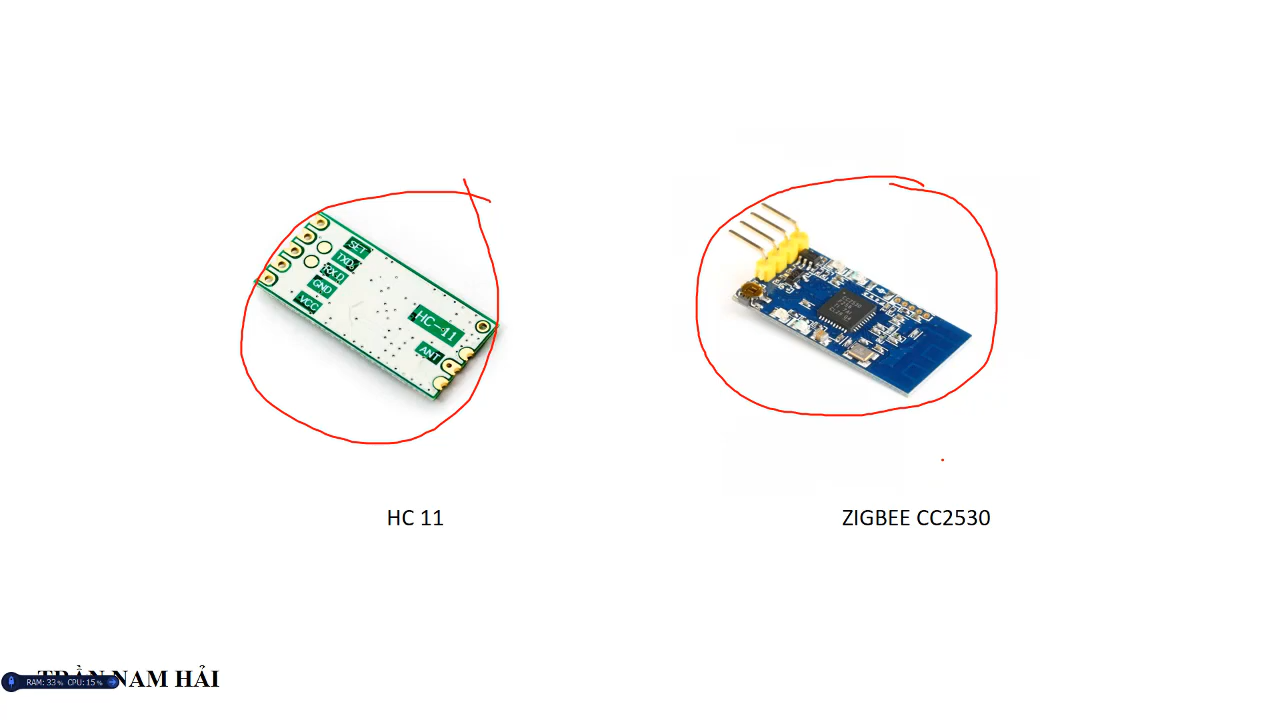 SET
TXD
RXD
GND
VCC
HC-11
ANT
HC 11
ZIGBEE CC2530
TRẦN NAM HẢI
RAM: 33% CPU: 15%